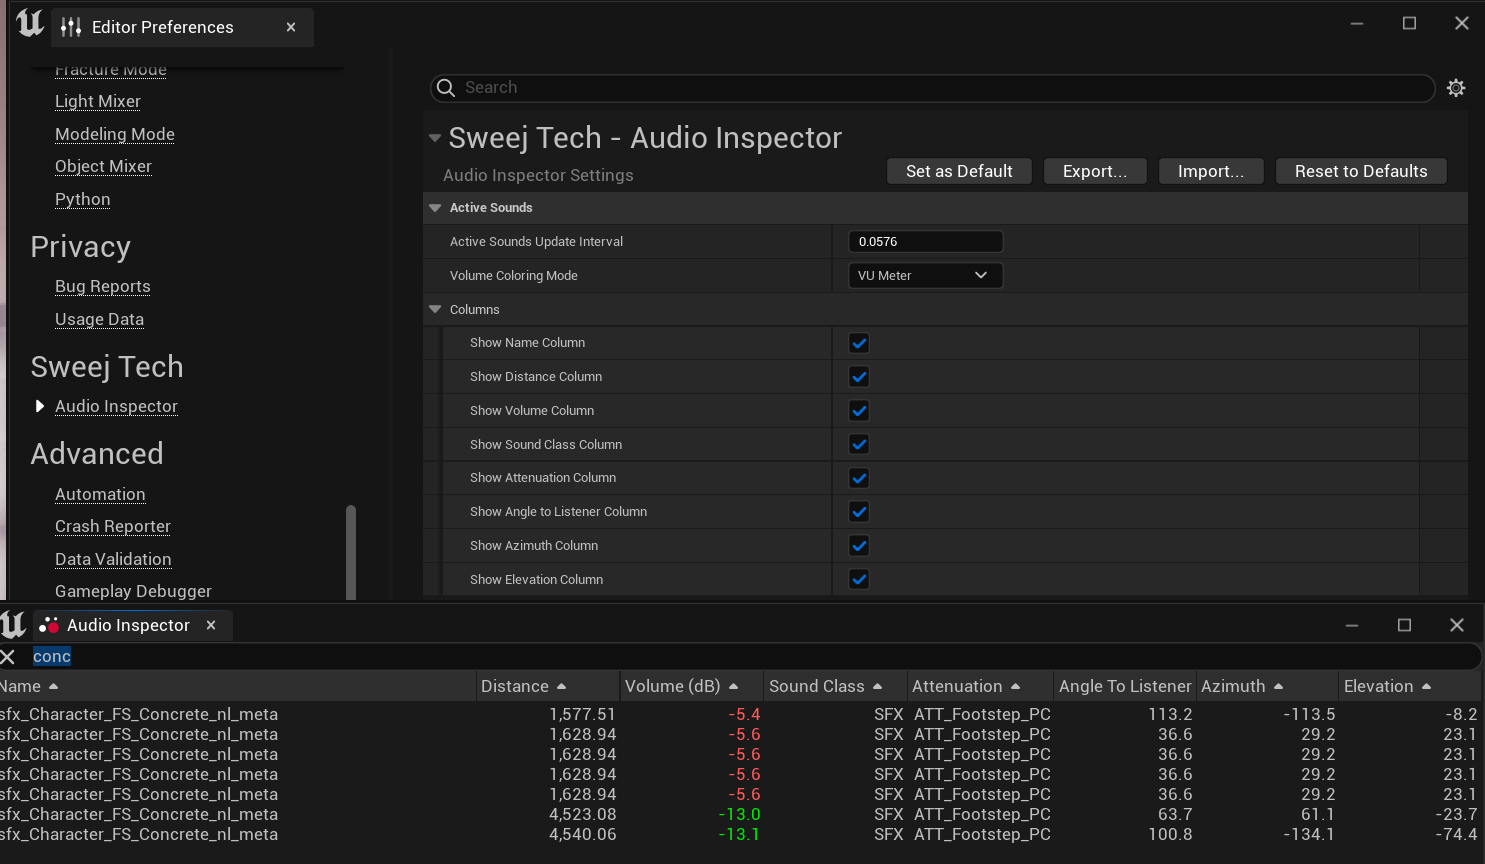 Editor Preferences
Fracture Mode
Light Mixer
Modeling Mode
Object Mixer
Python
Privacy
Bug Reports
Usage Data
Sweej Tech
Audio Inspector
Advanced
Automation
Crash Reporter
Data Validation
Gameplay Debugger
Search
Sweej Tech - Audio Inspector
Audio Inspector Settings
Set as Default Export... Import... Reset to Defaults
Active Sounds
Active Sounds Update Interval 0.0576
Volume Coloring Mode VU Meter
Columns
Show Name Column
Show Distance Column
Show Volume Column
Show Sound Class Column
Show Attenuation Column
Show Angle to Listener Column
Show Azimuth Column
Show Elevation Column
Audio Inspector
conc
Name Distance Volume (dB) Sound Class Attenuation Angle To Listener Azimuth Elevation
sfx_Character_FS_Concrete_nl_meta 1,577.51 -5.4 SFX ATT_Footstep_PC 113.2 -113.5 -8.2
sfx_Character_FS_Concrete_nl_meta 1,628.94 -5.6 SFX ATT_Footstep_PC 36.6 29.2 23.1
sfx_Character_FS_Concrete_nl_meta 1,628.94 -5.6 SFX ATT_Footstep_PC 36.6 29.2 23.1
sfx_Character_FS_Concrete_nl_meta 1,628.94 -5.6 SFX ATT_Footstep_PC 36.6 29.2 23.1
sfx_Character_FS_Concrete_nl_meta 1,628.94 -5.6 SFX ATT_Footstep_PC 36.6 29.2 23.1
sfx_Character_FS_Concrete_nl_meta 4,523.08 -13.0 SFX ATT_Footstep_PC 63.7 61.1 -23.7
sfx_Character_FS_Concrete_nl_meta 4,540.06 -13.1 SFX ATT_Footstep_PC 100.8 -134.1 -74.4